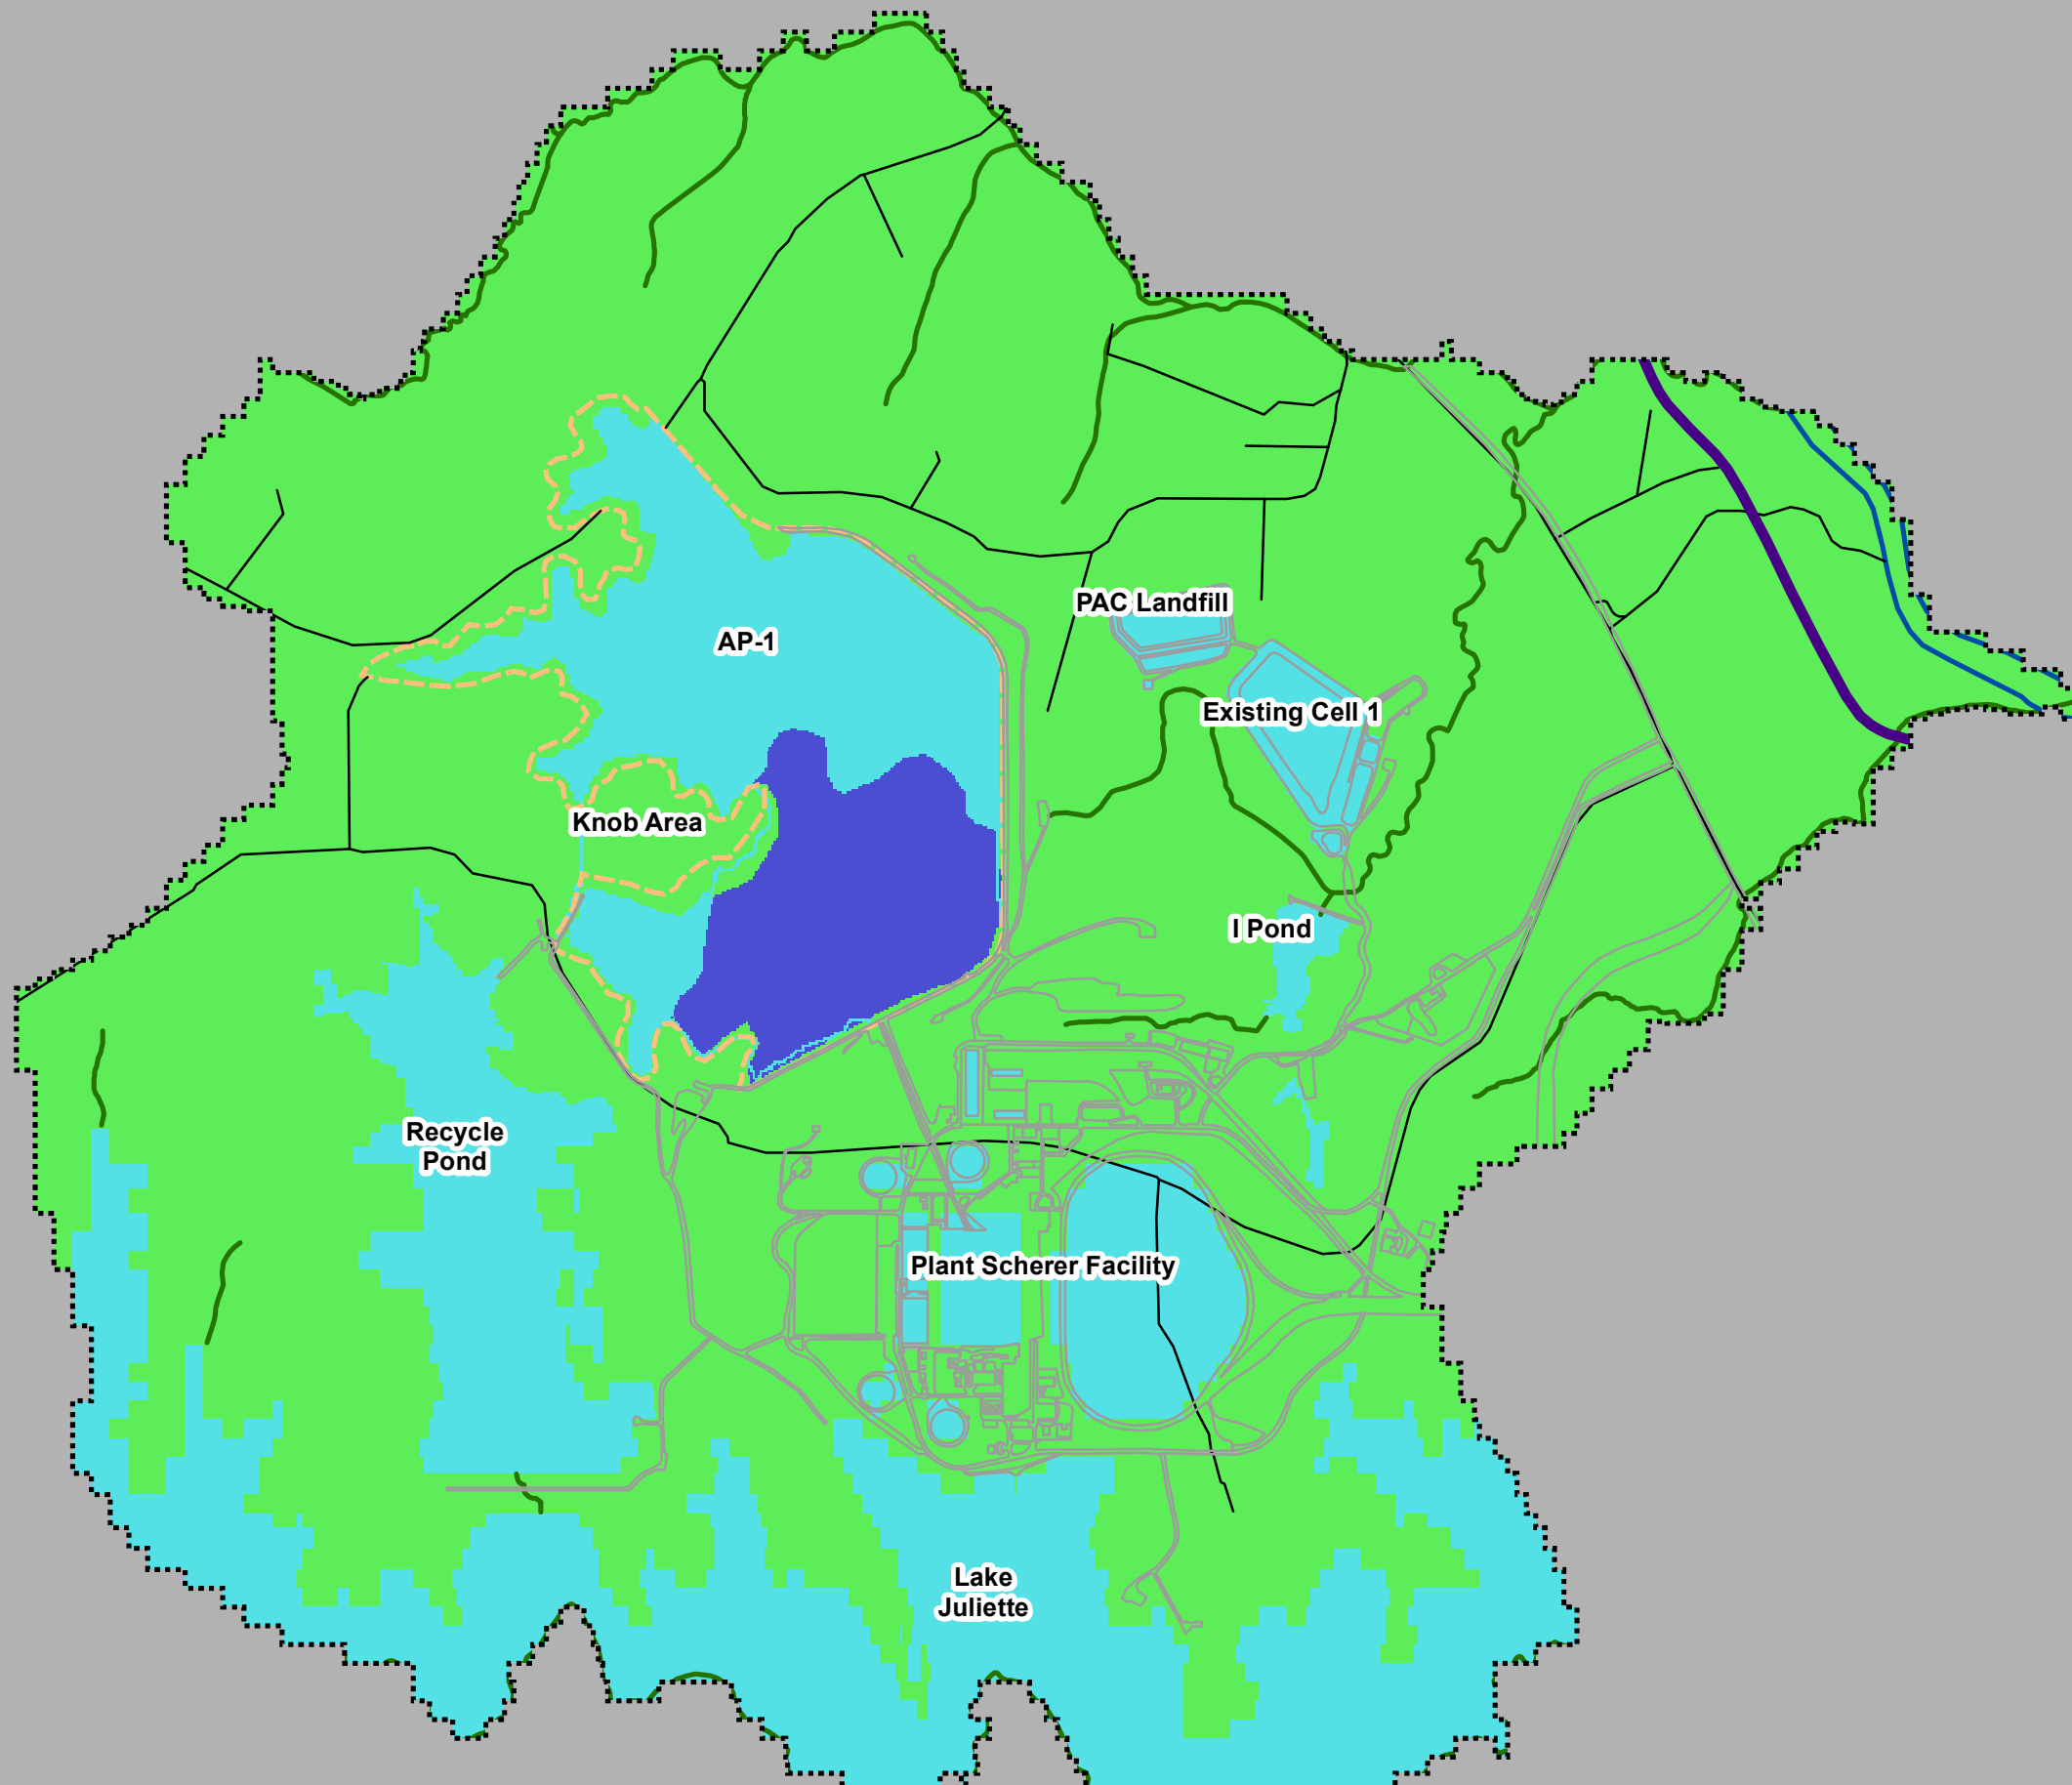 PAC Landfill
AP-1
Existing Cell 1
Knob Area
I Pond
Recycle
Pond
Plant Scherer Facility
Lake
Juliette